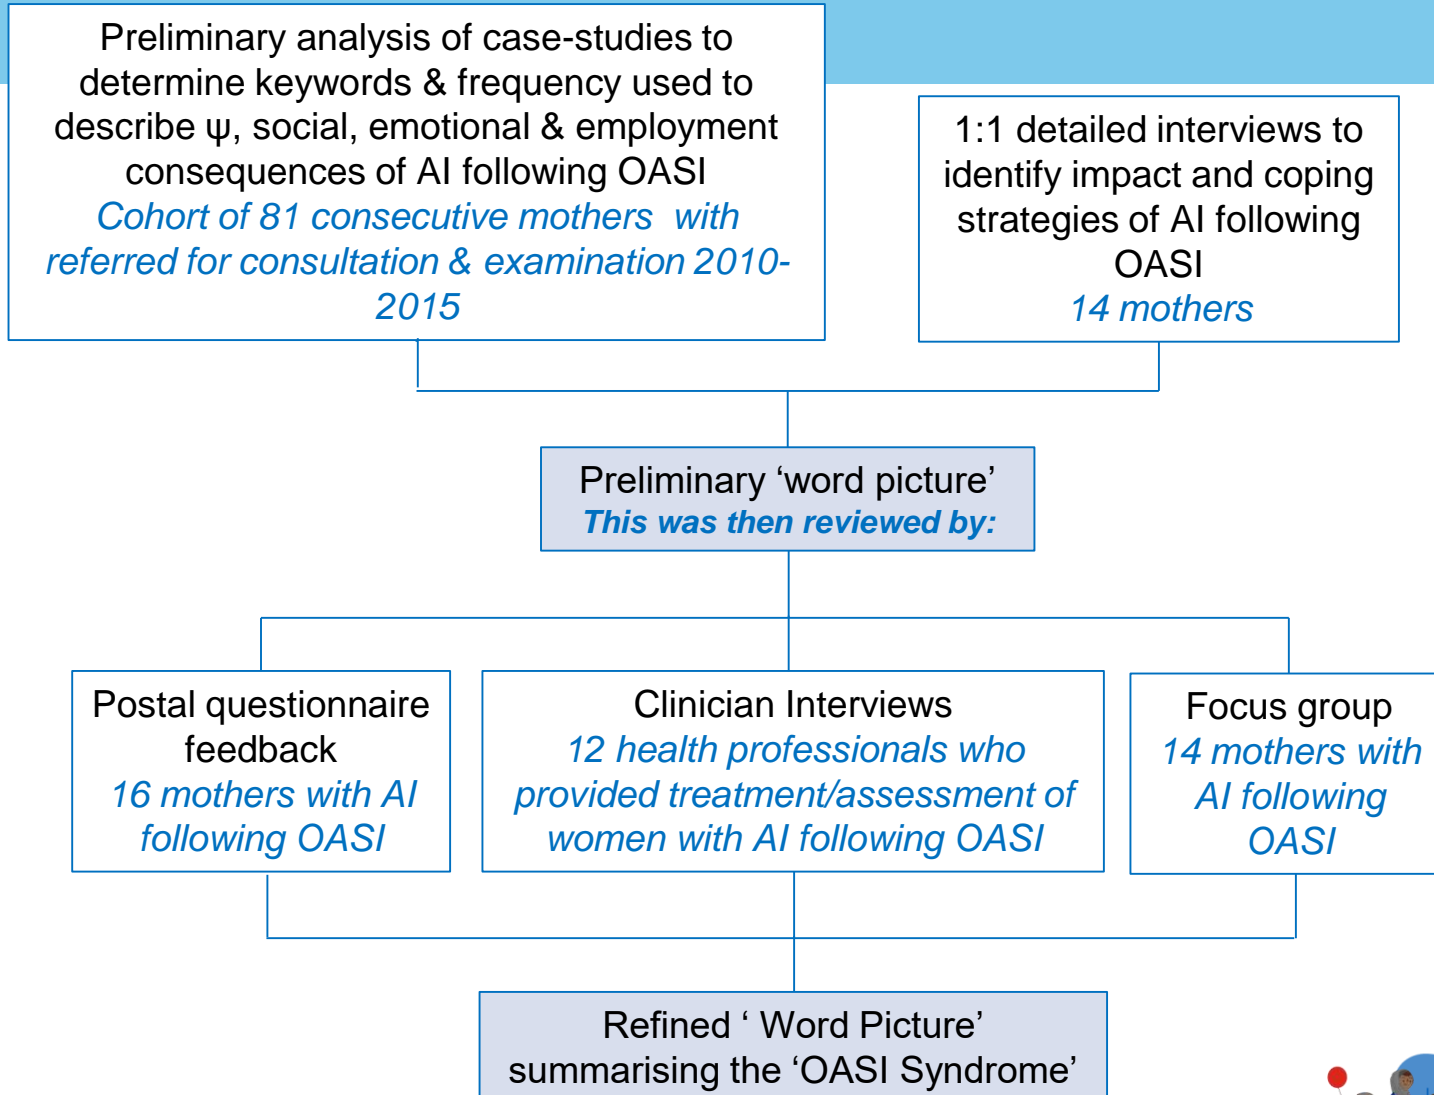 Preliminary analysis of case-studies to
determine keywords & frequency used to
describe ψ, social, emotional & employment
consequences of AI following OASI
Cohort of 81 consecutive mothers with
referred for consultation & examination 2010-
2015
1:1 detailed interviews to
identify impact and coping
strategies of AI following
OASI
14 mothers
Preliminary ‘word picture’
This was then reviewed by:
Postal questionnaire
feedback
16 mothers with AI
following OASI
Clinician Interviews
12 health professionals who
provided treatment/assessment of
women with AI following OASI
Focus group
14 mothers with
AI following
OASI
Refined ‘ Word Picture’
summarising the ‘OASI Syndrome’